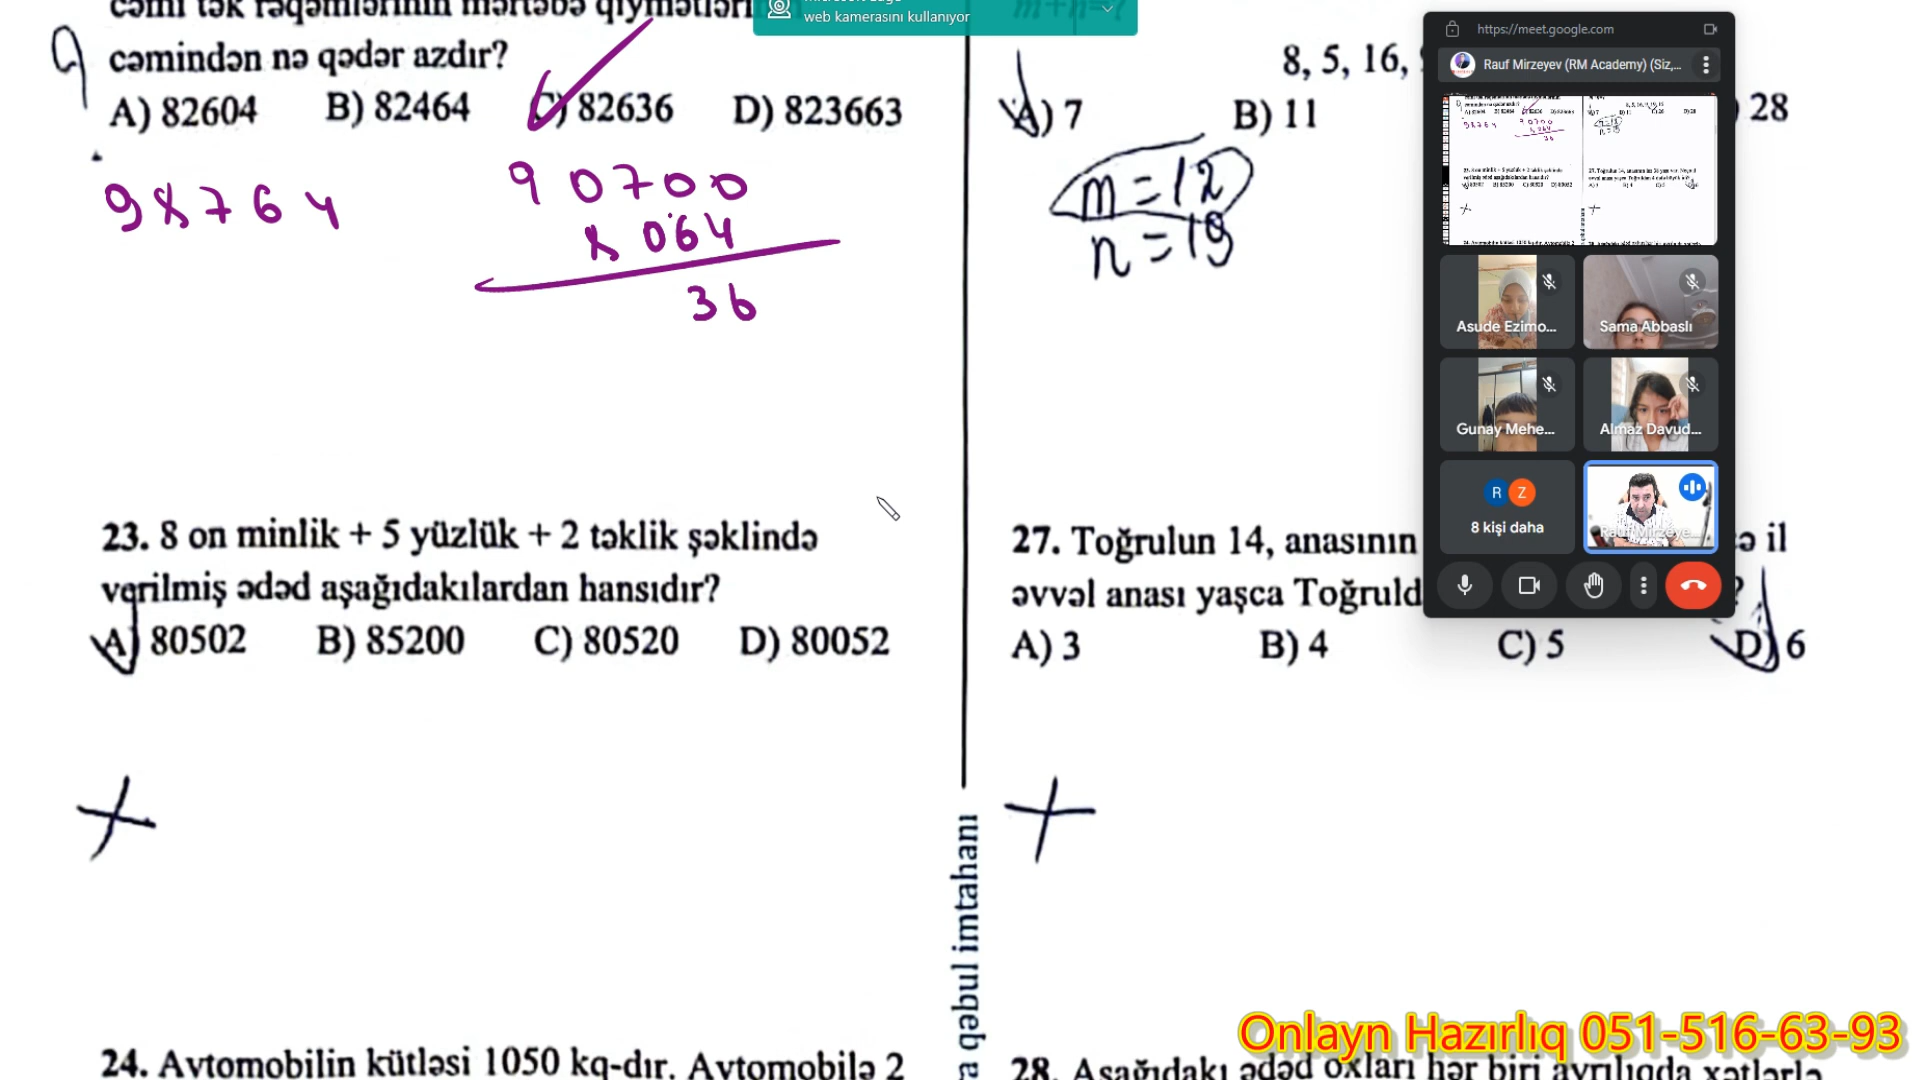 cəmindən nə qədər azdır?
A) 82604 B) 82464 C) 82636 D) 823663
98764
90700
8064
36
23. 8 on minlik + 5 yüzlük + 2 təklik şəklində
verilmiş ədəd aşağıdakılardan hansıdır?
A) 80502 B) 85200 C) 80520 D) 80052
24. Avtomobilin kütləsi 1050 kq-dır. Avtomobilə 2
web kamerasını kullanıyor
m+n=?
8, 5, 16,
A) 7 B) 11 28
m = 12
n = 19
27. Toğrulun 14, anasının
əvvəl anası yaşca Toğruld
A) 3 B) 4 C) 5 D) 6
28. Aşağıdakı ədəd oxları hər biri ayrılıqda xətlərlə
a qəbul imtahanı
https://meet.google.com
Rauf Mirzeyev (RM Academy) (Siz,...
Asude Ezimo...
Sama Abbaslı
Gunay Mehe...
Almaz Davud...
R Z
8 kişi daha
Rauf Mirzeye...
Onlayn Hazırlıq 051-516-63-93